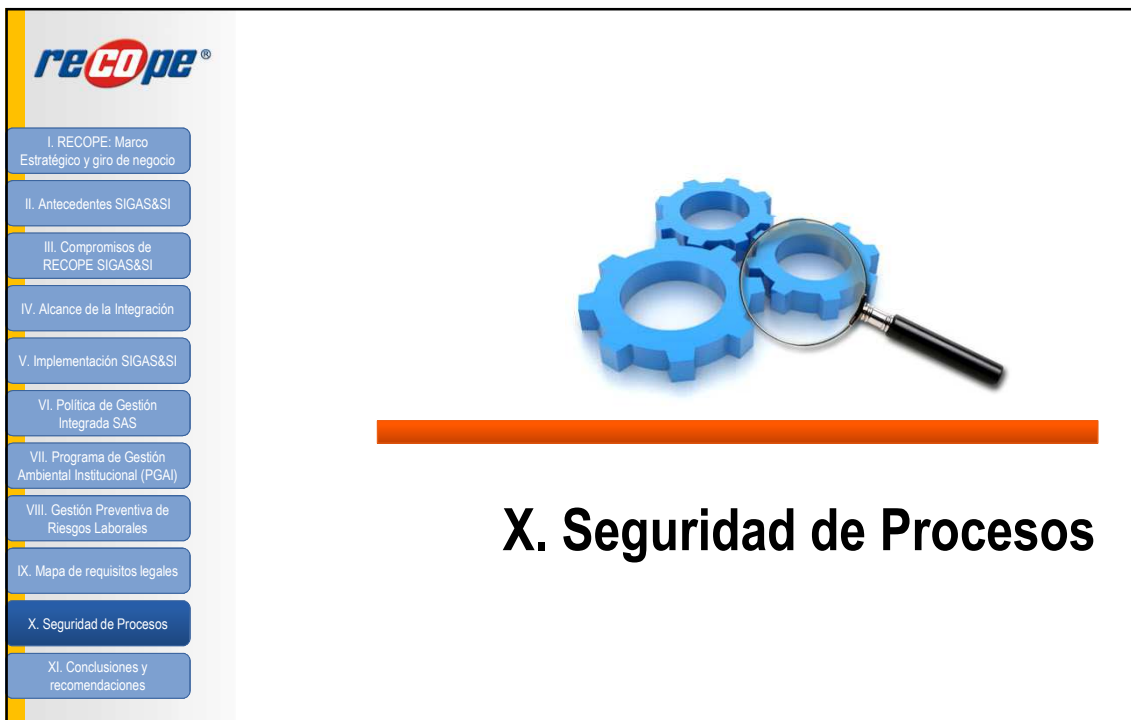 recope®
I. RECOPE: Marco
Estratégico y giro de negocio
II. Antecedentes SIGAS&SI
III. Compromisos de
RECOPE SIGAS&SI
IV. Alcance de la Integración
V. Implementación SIGAS&SI
VI. Política de Gestión
Integrada SAS
VII. Programa de Gestión
Ambiental Institucional (PGAI)
VIII. Gestión Preventiva de
Riesgos Laborales
IX. Mapa de requisitos legales
X. Seguridad de Procesos
XI. Conclusiones y
recomendaciones
X. Seguridad de Procesos